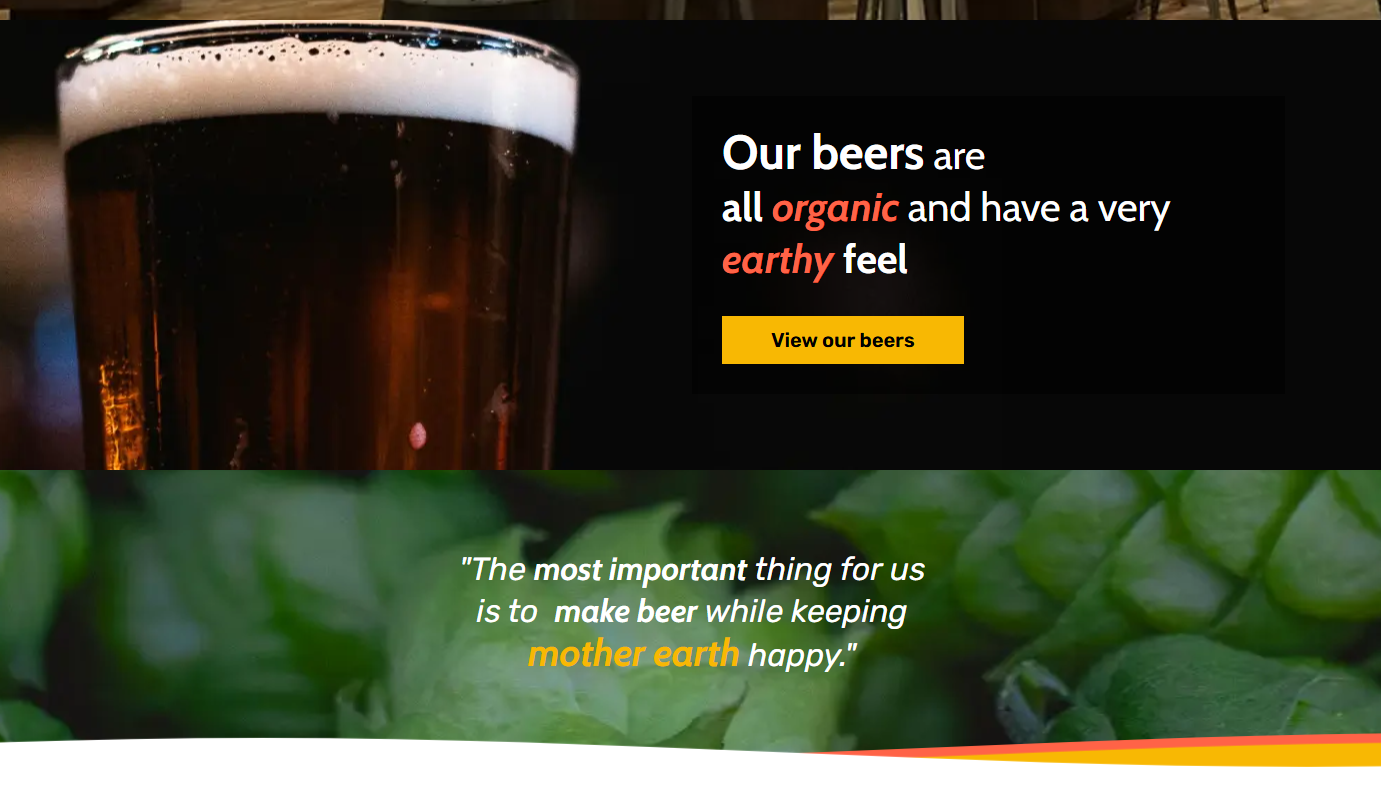 Our beers are
all organic and have a very
earthy feel
View our beers
"The most important thing for us
is to make beer while keeping
mother earth happy."